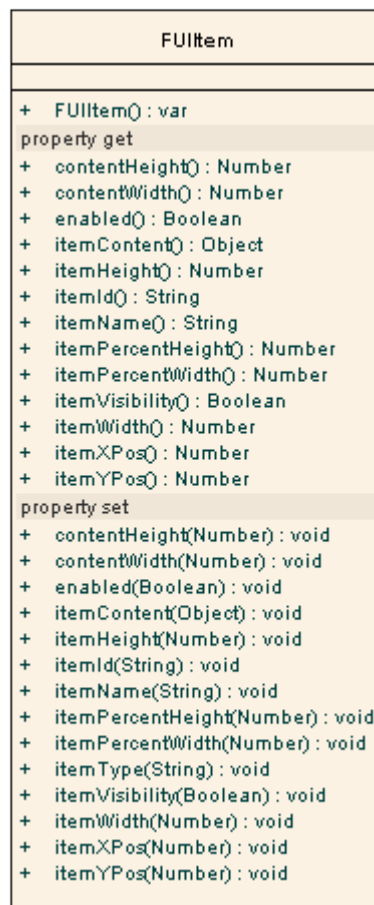 FUIItem
+ FUIItem() : var
property get
+ contentHeight() : Number
+ contentWidth() : Number
+ enabled() : Boolean
+ itemContent() : Object
+ itemHeight() : Number
+ itemId() : String
+ itemName() : String
+ itemPercentHeight() : Number
+ itemPercentWidth() : Number
+ itemVisibility() : Boolean
+ itemWidth() : Number
+ itemXPos() : Number
+ itemYPos() : Number
property set
+ contentHeight(Number) : void
+ contentWidth(Number) : void
+ enabled(Boolean) : void
+ itemContent(Object) : void
+ itemHeight(Number) : void
+ itemId(String) : void
+ itemName(String) : void
+ itemPercentHeight(Number) : void
+ itemPercentWidth(Number) : void
+ itemType(String) : void
+ itemVisibility(Boolean) : void
+ itemWidth(Number) : void
+ itemXPos(Number) : void
+ itemYPos(Number) : void